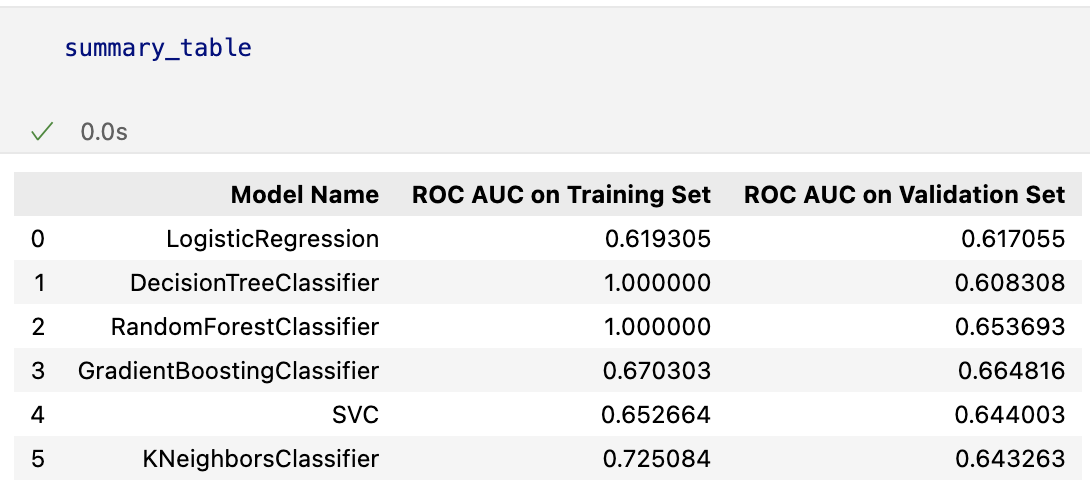 summary_table
0.0s
Model Name ROC AUC on Training Set ROC AUC on Validation Set
0 LogisticRegression 0.619305 0.617055
1 DecisionTreeClassifier 1.000000 0.608308
2 RandomForestClassifier 1.000000 0.653693
3 GradientBoostingClassifier 0.670303 0.664816
4 SVC 0.652664 0.644003
5 KNeighborsClassifier 0.725084 0.643263